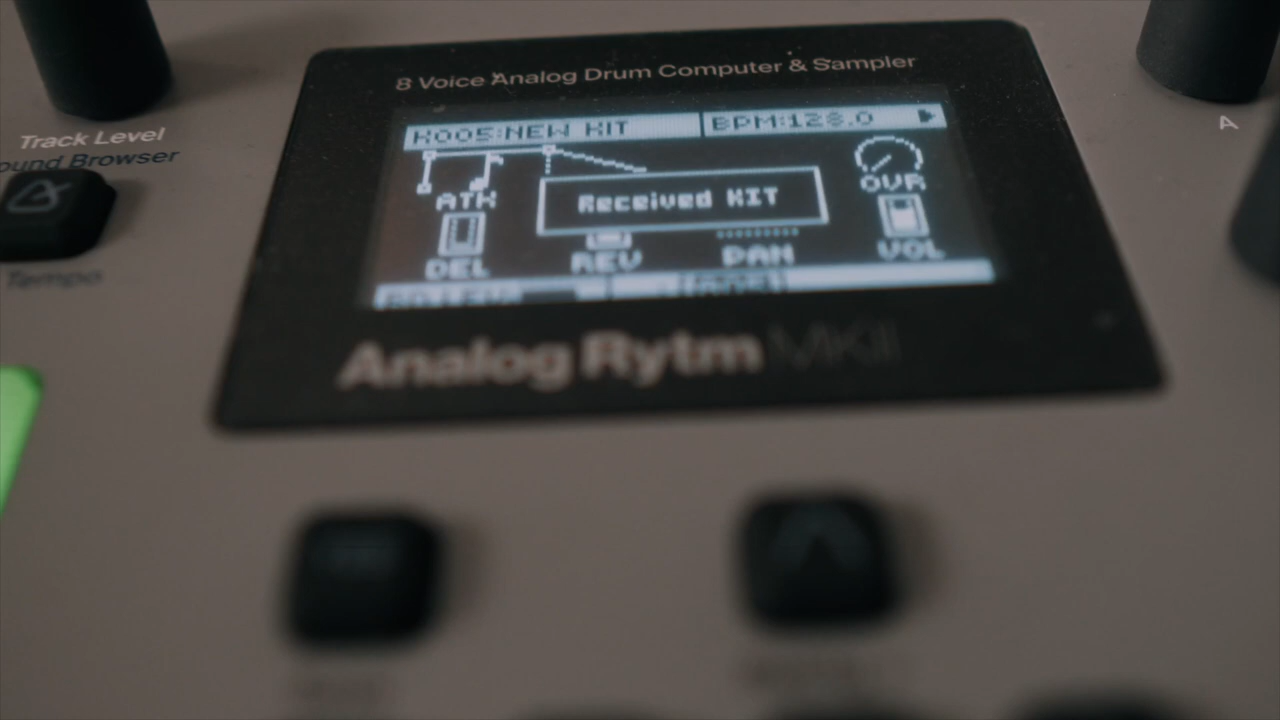 8 Voice Analog Drum Computer & Sampler
Track Level
ound Browser
Tempo
K005:NEW KIT
BPM:128.0
ATK
Received KIT
OVR
DEL
REV
PAN
VOL
Analog Rytm MKII
A